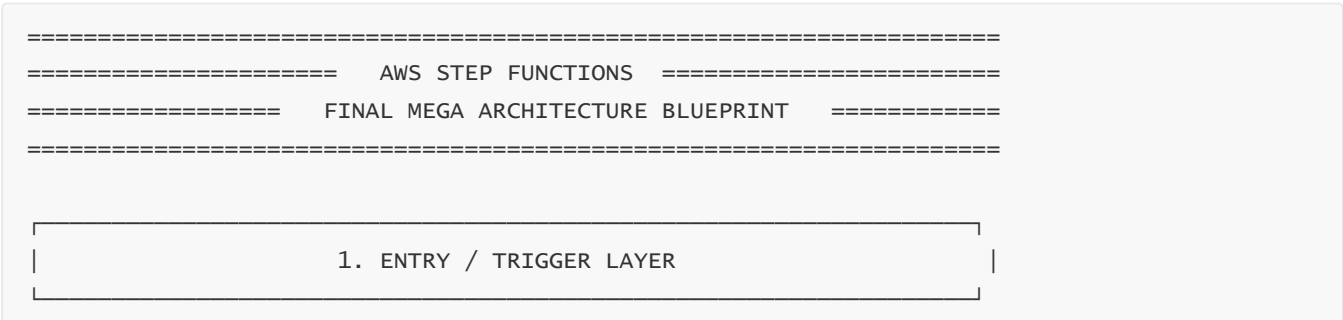 =====================================================================
====================== AWS STEP FUNCTIONS ========================
================== FINAL MEGA ARCHITECTURE BLUEPRINT ============
=====================================================================
┌──────────────────────────────────────────────────────────────────┐
│ 1. ENTRY / TRIGGER LAYER │
└──────────────────────────────────────────────────────────────────┘